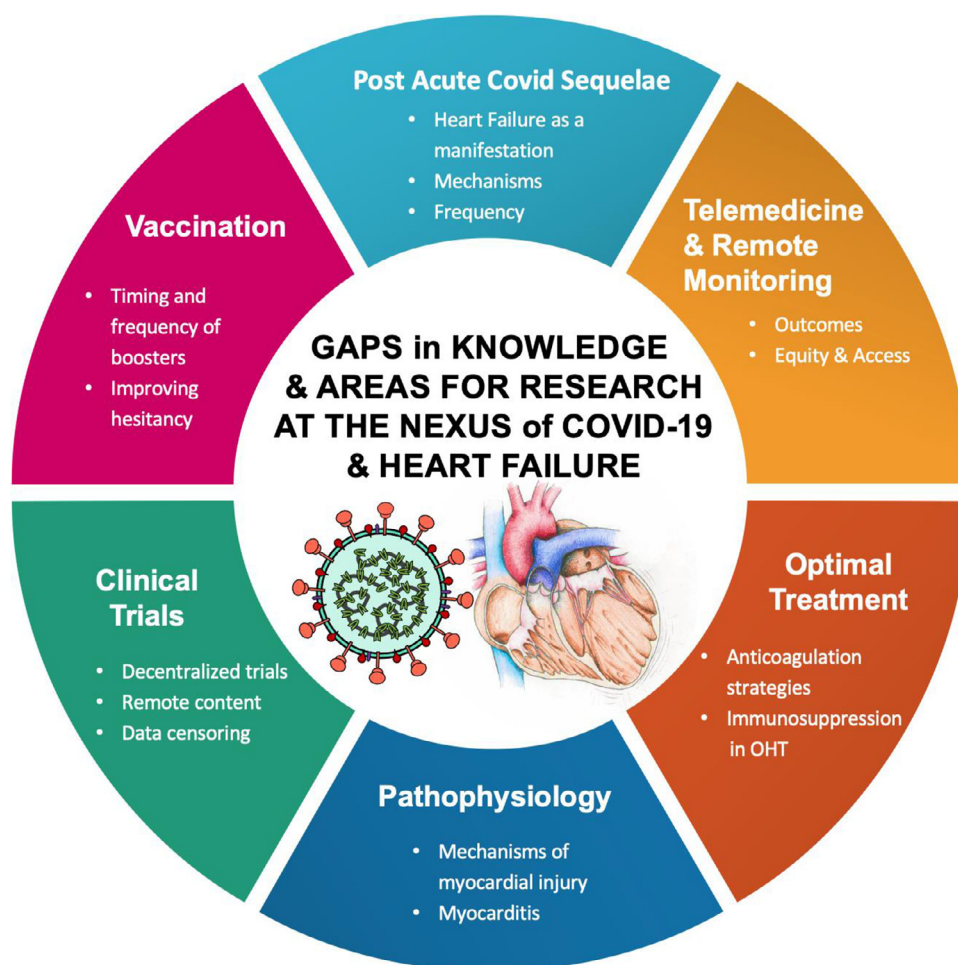 Post Acute Covid Sequelae
• Heart Failure as a
manifestation
• Mechanisms
• Frequency
Telemedicine
& Remote
Monitoring
• Outcomes
• Equity & Access
Optimal
Treatment
• Anticoagulation
strategies
• Immunosuppression
in OHT
Pathophysiology
• Mechanisms of
myocardial injury
• Myocarditis
Clinical
Trials
• Decentralized trials
• Remote content
• Data censoring
Vaccination
• Timing and
frequency of
boosters
• Improving
hesitancy
GAPS in KNOWLEDGE
& AREAS FOR RESEARCH
AT THE NEXUS of COVID-19
& HEART FAILURE